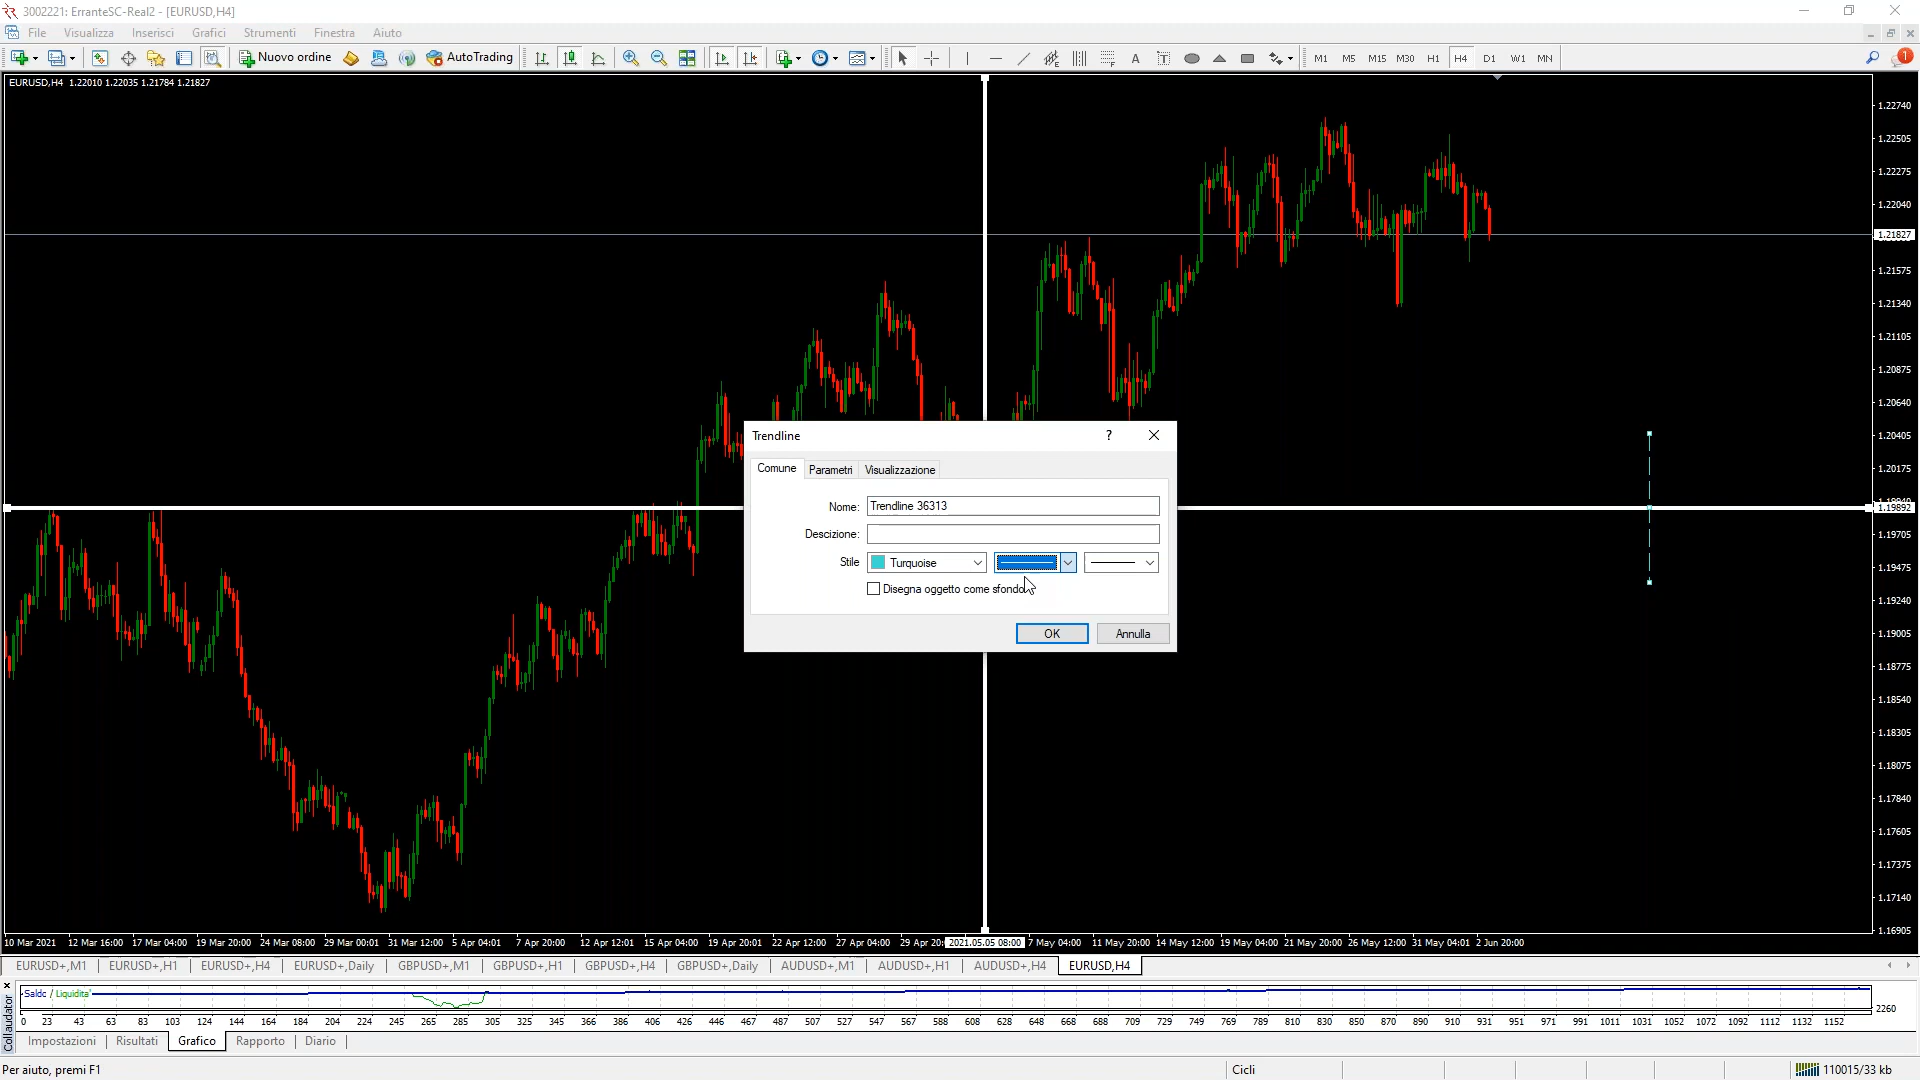 3002221: ErranteSC-Real2 - [EURUSD,H4]
File Visualizza Inserisci Grafici Strumenti Finestra Aiuto
Nuovo ordine AutoTrading A T M1 M5 M15 M30 H1 H4 D1 W1 MN 1
EURUSD,H4 1.22010 1.22035 1.21784 1.21827
1.22740
1.22505
1.22275
1.22040
1.21827
1.21575
1.21340
1.21105
1.20875
1.20640
1.20405
1.20175
1.19892
1.19705
1.19475
1.19240
1.19005
1.18775
1.18540
1.18305
1.18075
1.17840
1.17605
1.17375
1.17140
1.16905
Trendline ?
Comune Parametri Visualizzazione
Nome: Trendline 36313
Descizione:
Stile Turquoise
Disegna oggetto come sfondo
OK Annulla
10 Mar 2021 12 Mar 16:00 17 Mar 04:00 19 Mar 20:00 24 Mar 08:00 29 Mar 00:01 31 Mar 12:00 5 Apr 04:01 7 Apr 20:00 12 Apr 12:01 15 Apr 04:00 19 Apr 20:01 22 Apr 12:00 27 Apr 04:00 29 Apr 20: 2021.05.05 08:00 7 May 04:00 11 May 20:00 14 May 12:00 19 May 04:00 21 May 20:00 26 May 12:00 31 May 04:01 2 Jun 20:00
EURUSD+,M1 EURUSD+,H1 EURUSD+,H4 EURUSD+,Daily GBPUSD+,M1 GBPUSD+,H1 GBPUSD+,H4 GBPUSD+,Daily AUDUSD+,M1 AUDUSD+,H1 AUDUSD+,H4 EURUSD,H4
Saldo / Liquidita'
2260
0 23 43 63 83 103 124 144 164 184 204 224 245 265 285 305 325 345 366 386 406 426 446 467 487 507 527 547 567 588 608 628 648 668 688 709 729 749 769 789 810 830 850 870 890 910 931 951 971 991 1011 1031 1052 1072 1092 1112 1132 1152
Collaudator
Impostazioni Risultati Grafico Rapporto Diario
Per aiuto, premi F1 Cicli 110015/33 kb